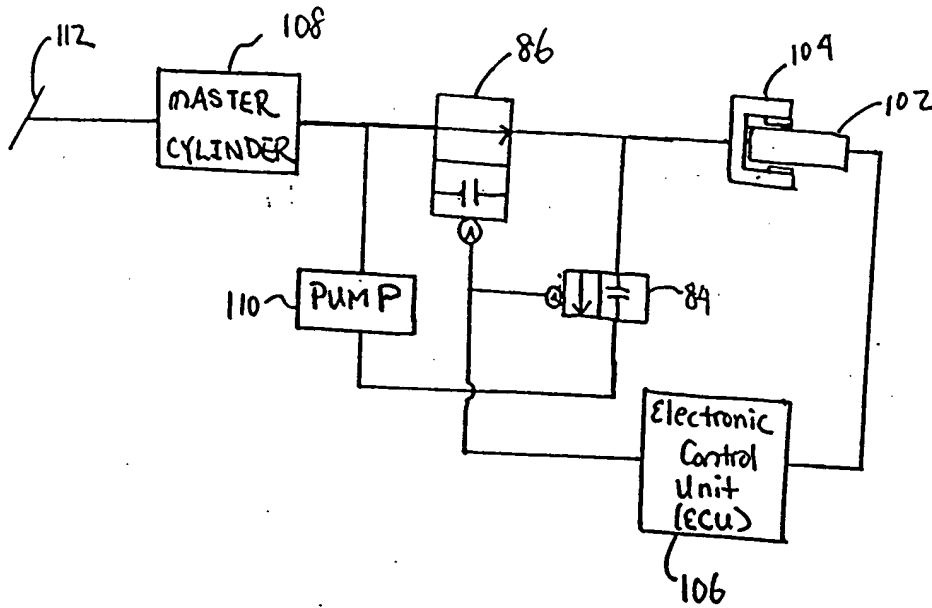 112
108
86
104
102
MASTER
CYLINDER
110
PUMP
84
Electronic
Control
Unit
(ECU)
106